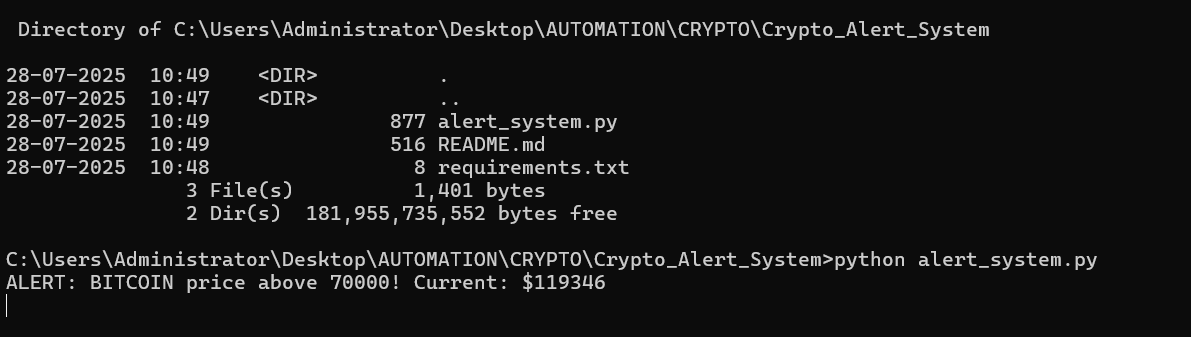 Directory of C:\Users\Administrator\Desktop\AUTOMATION\CRYPTO\Crypto_Alert_System
28-07-2025  10:49    <DIR>          .
28-07-2025  10:47    <DIR>          ..
28-07-2025  10:49               877 alert_system.py
28-07-2025  10:49               516 README.md
28-07-2025  10:48                 8 requirements.txt
3 File(s)          1,401 bytes
2 Dir(s)  181,955,735,552 bytes free
C:\Users\Administrator\Desktop\AUTOMATION\CRYPTO\Crypto_Alert_System>python alert_system.py
ALERT: BITCOIN price above 70000! Current: $119346